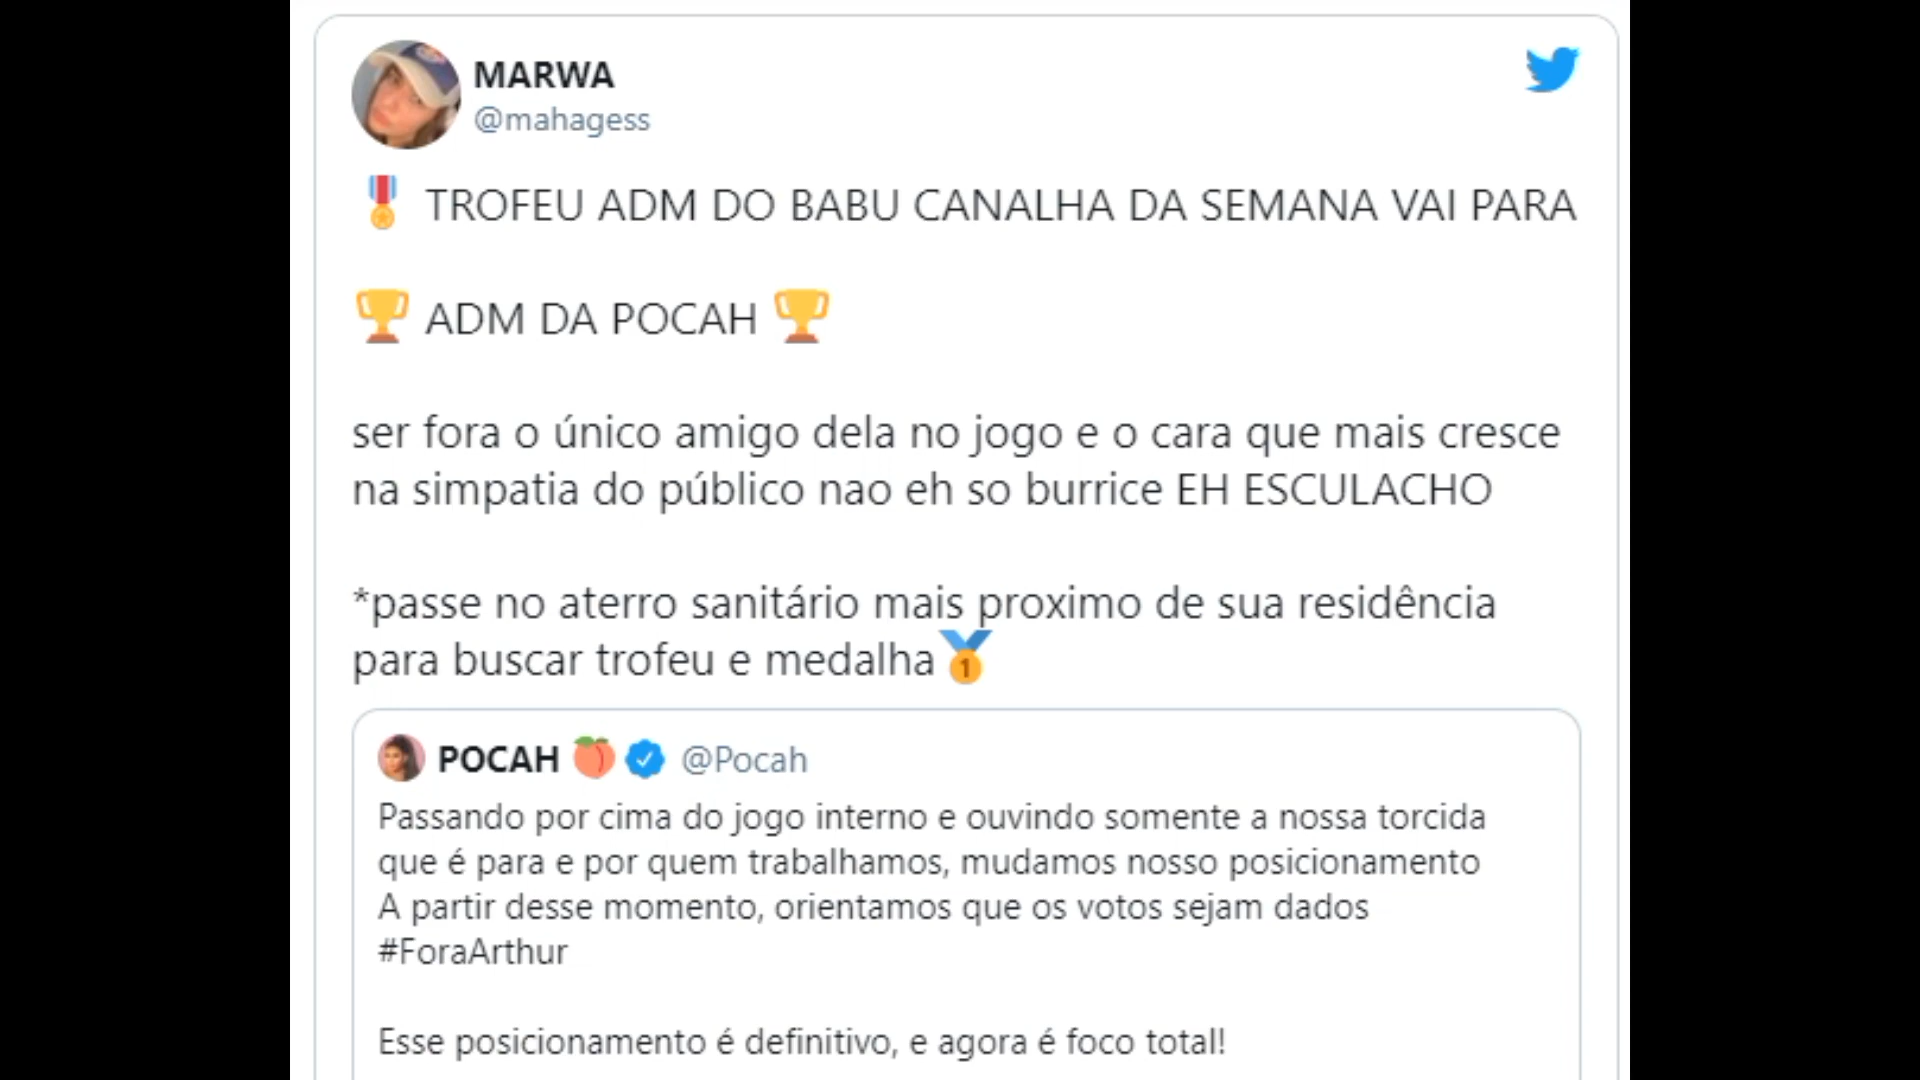 MARWA
@mahagess
TROFEU ADM DO BABU CANALHA DA SEMANA VAI PARA
ADM DA POCAH
ser fora o único amigo dela no jogo e o cara que mais cresce
na simpatia do público nao eh so burrice EH ESCULACHO
*passe no aterro sanitário mais proximo de sua residência
para buscar trofeu e medalha
POCAH @Pocah
Passando por cima do jogo interno e ouvindo somente a nossa torcida
que é para e por quem trabalhamos, mudamos nosso posicionamento
A partir desse momento, orientamos que os votos sejam dados
#ForaArthur
Esse posicionamento é definitivo, e agora é foco total!